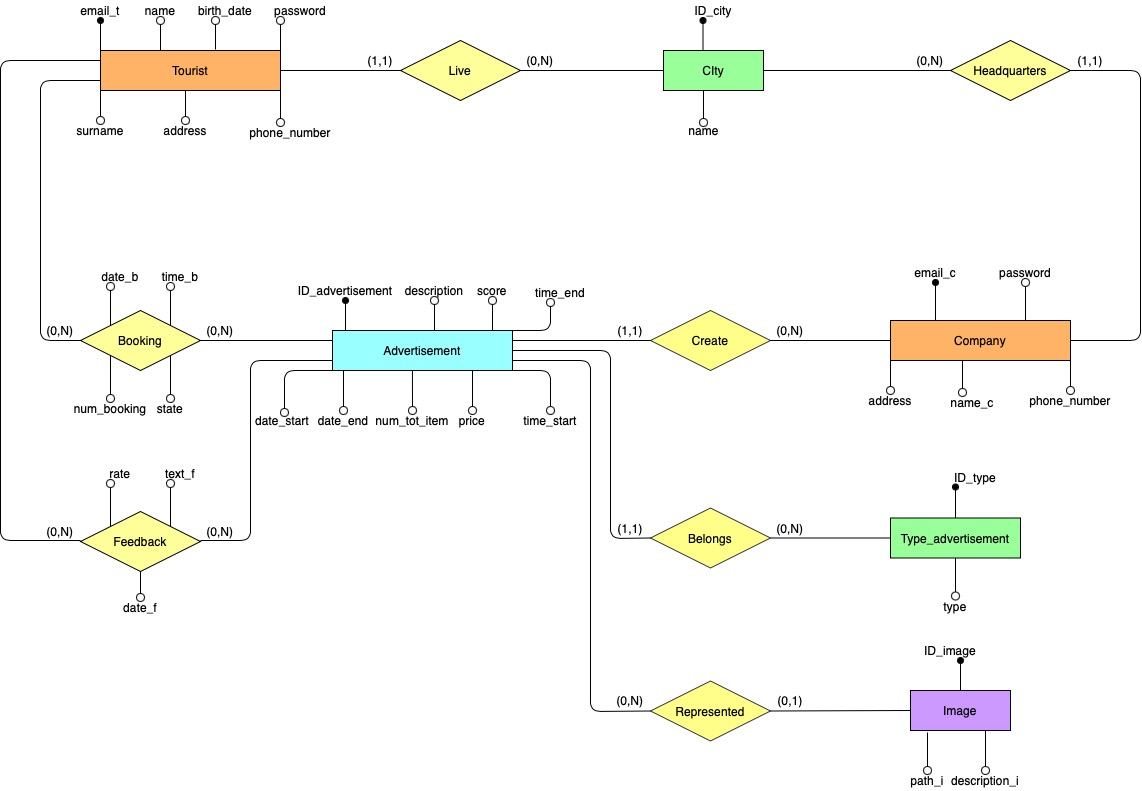 email_t
name
birth_date
password
ID_city
(1,1)
(0,N)
(0,N)
(1,1)
Tourist
Live
CIty
Headquarters
surname
address
phone_number
name
date_b
time_b
ID_advertisement
description
score
time_end
email_c
password
(0,N)
(0,N)
(1,1)
(0,N)
Booking
Advertisement
Create
Company
num_booking
state
date_start
date_end
num_tot_item
price
time_start
address
name_c
phone_number
rate
text_f
ID_type
(0,N)
(0,N)
(1,1)
(0,N)
Feedback
Belongs
Type_advertisement
date_f
type
ID_image
(0,N)
(0,1)
Represented
Image
path_i
description_i